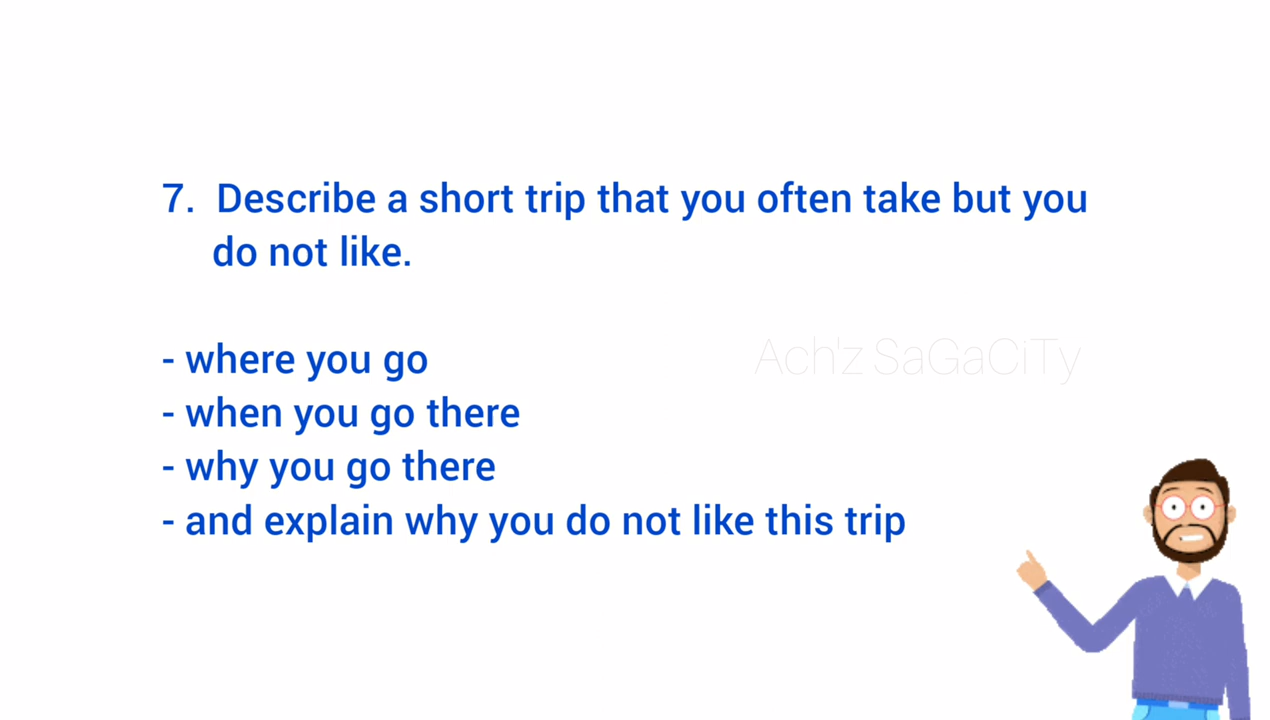 7. Describe a short trip that you often take but you
do not like.
- where you go
Ach'z SaGaCiTy
- when you go there
- why you go there
- and explain why you do not like this trip